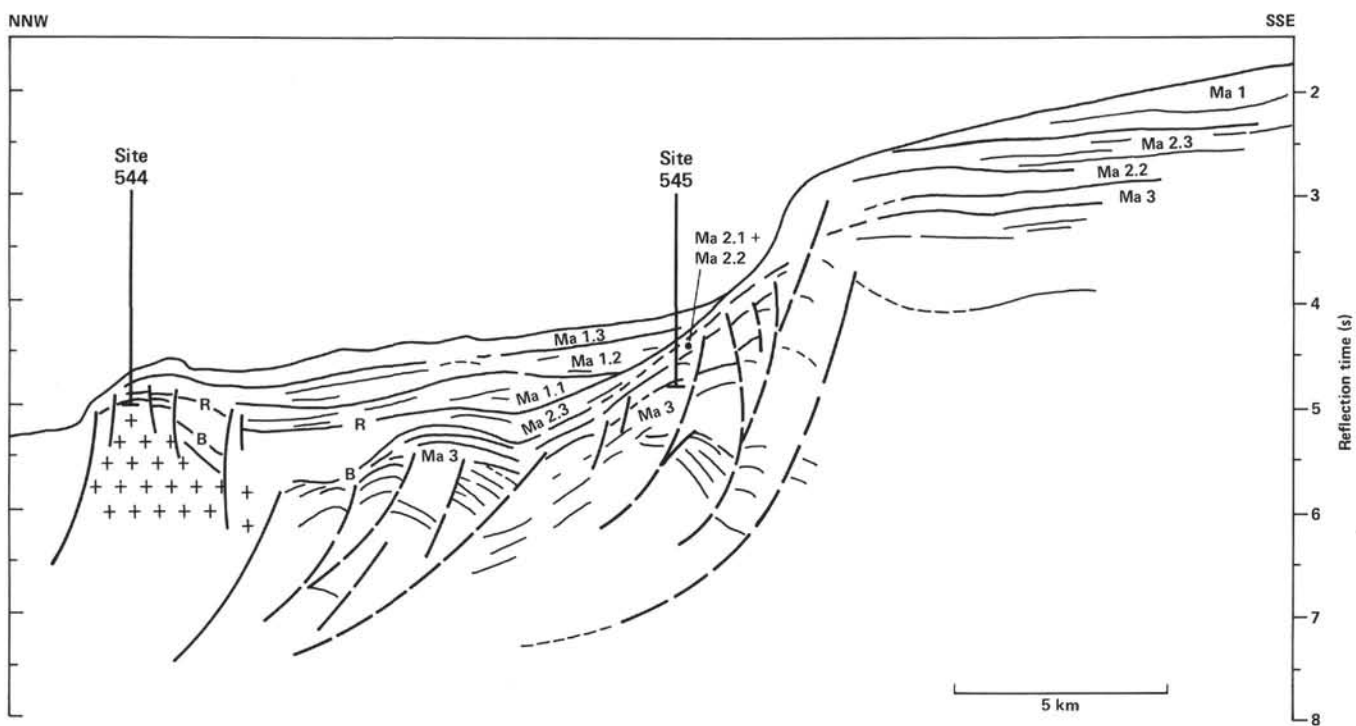 NNW
SSE
Site
544
Site
545
Ma 2.1 +
Ma 2.2
Ma 1
Ma 2.3
Ma 2.2
Ma 3
Ma 1.3
Ma 1.2
Ma 1.1
Ma 2.3
Ma 3
Ma 3
R
B
R
B
2
3
4
5
6
7
8
Reflection time (s)
5 km